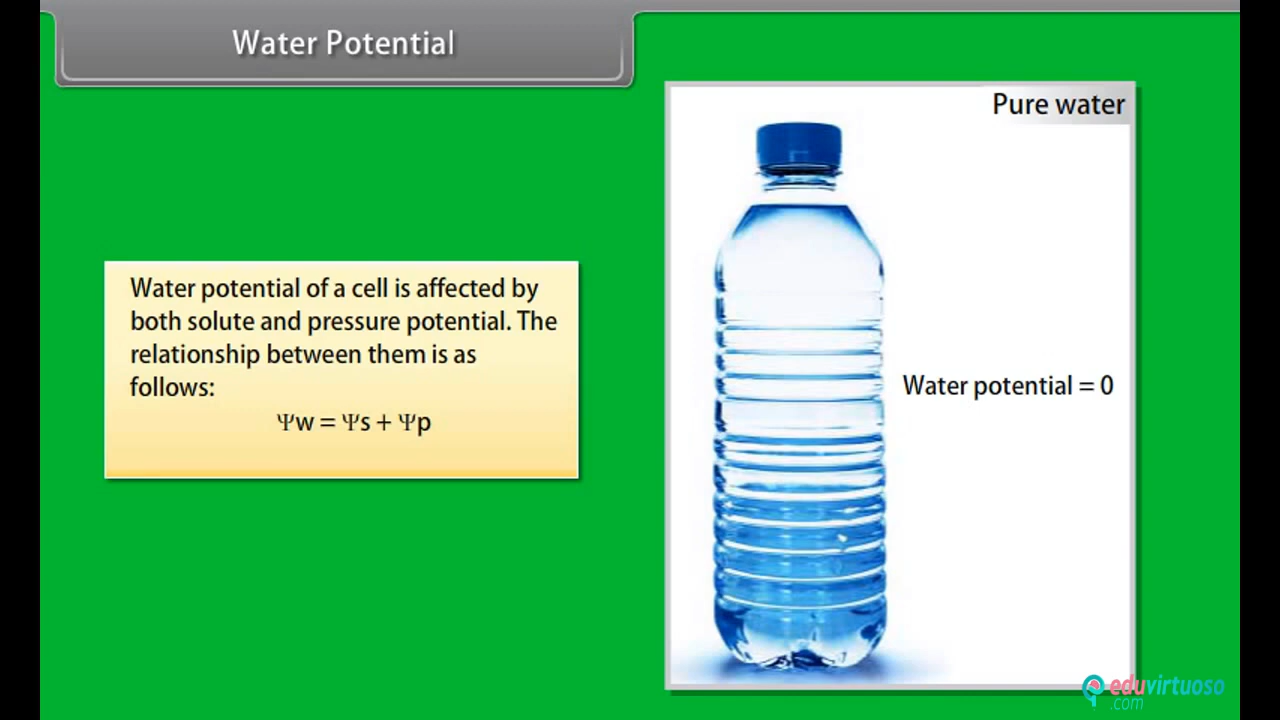 Water Potential
Pure water
Water potential of a cell is affected by
both solute and pressure potential. The
relationship between them is as
follows:
Ψw = Ψs + Ψp
Water potential = 0
eduvirtuoso
.com